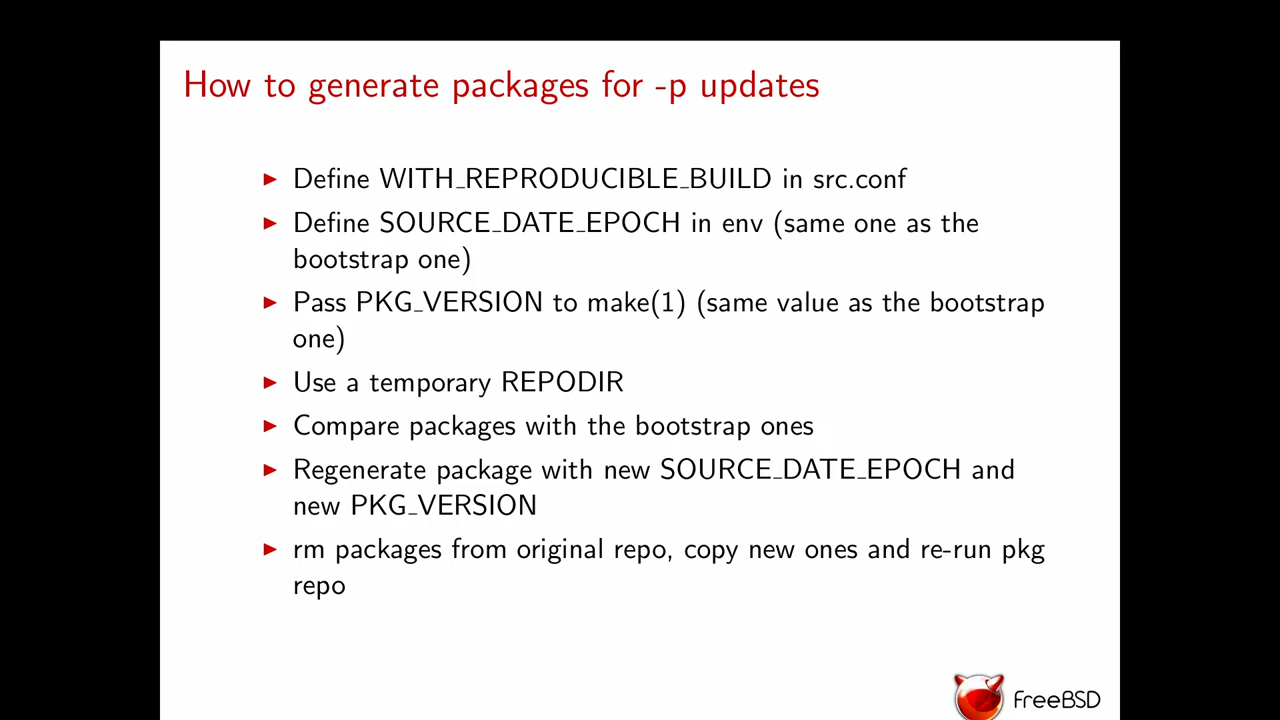 How to generate packages for -p updates
Define WITH_REPRODUCIBLE_BUILD in src.conf
Define SOURCE_DATE_EPOCH in env (same one as the
bootstrap one)
Pass PKG_VERSION to make(1) (same value as the bootstrap
one)
Use a temporary REPODIR
Compare packages with the bootstrap ones
Regenerate package with new SOURCE_DATE_EPOCH and
new PKG_VERSION
rm packages from original repo, copy new ones and re-run pkg
repo
FreeBSD